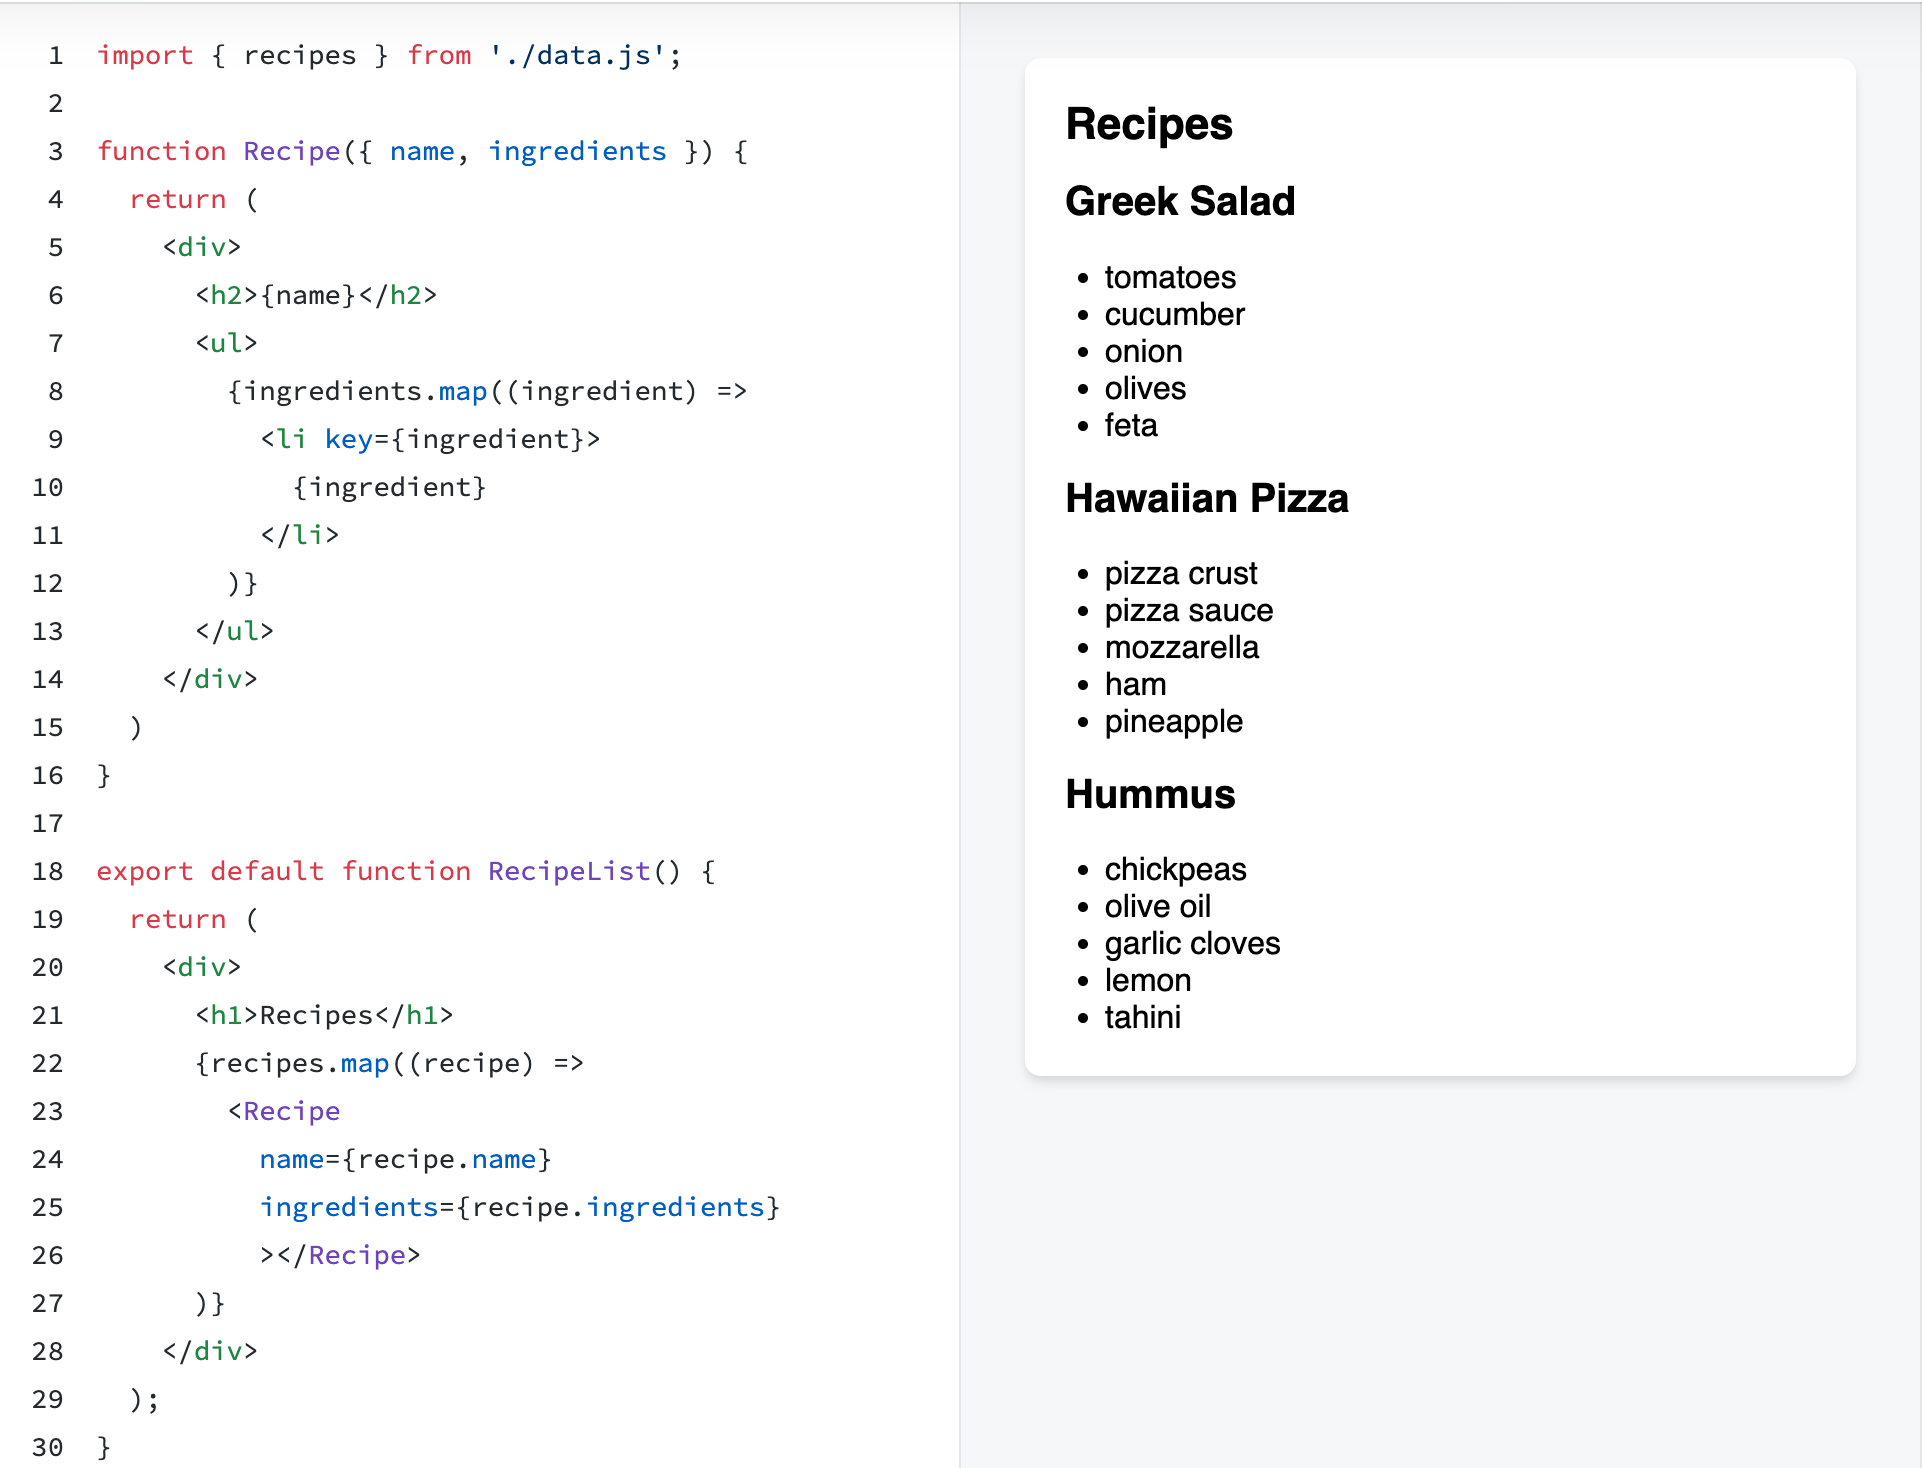 1 import { recipes } from './data.js';
2
3 function Recipe({ name, ingredients }) {
4   return (
5     <div>
6       <h2>{name}</h2>
7       <ul>
8         {ingredients.map((ingredient) =>
9           <li key={ingredient}>
10             {ingredient}
11           </li>
12         )}
13       </ul>
14     </div>
15   )
16 }
17
18 export default function RecipeList() {
19   return (
20     <div>
21       <h1>Recipes</h1>
22       {recipes.map((recipe) =>
23         <Recipe
24           name={recipe.name}
25           ingredients={recipe.ingredients}
26           ></Recipe>
27       )}
28     </div>
29   );
30 }
Recipes
Greek Salad
• tomatoes
• cucumber
• onion
• olives
• feta
Hawaiian Pizza
• pizza crust
• pizza sauce
• mozzarella
• ham
• pineapple
Hummus
• chickpeas
• olive oil
• garlic cloves
• lemon
• tahini